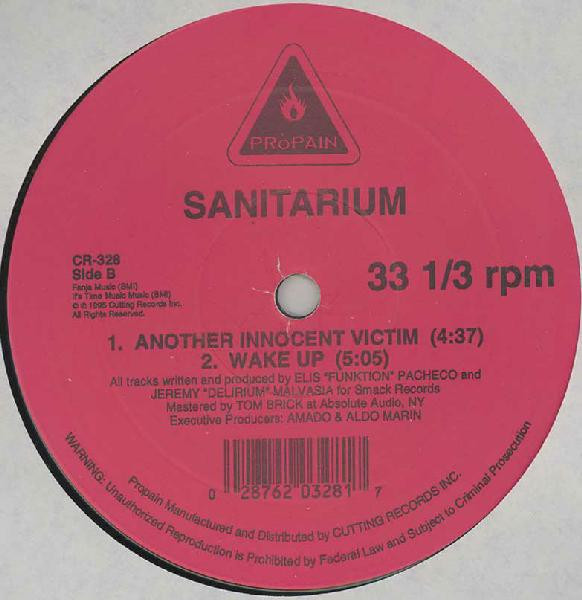 PRoPAIN
SANITARIUM
CR-328
Side B
Fanja Music (BMI)
It's Time Music Music (BMI)
℗ © 1995 Cutting Records Inc.
All Rights Reserved.
33 1/3 rpm
1. ANOTHER INNOCENT VICTIM (4:37)
2. WAKE UP (5:05)
All tracks written and produced by ELIS "FUNKTION" PACHECO and
JEREMY "DELIRIUM" MALVASIA for Smack Records
Mastered by TOM BRICK at Absolute Audio, NY
Executive Producers: AMADO & ALDO MARIN
0 28762 03281 7
Propain Manufactured and Distributed by CUTTING RECORDS INC.
WARNING: Unauthorized Reproduction is Prohibited by Federal Law and Subject to Criminal Prosecution